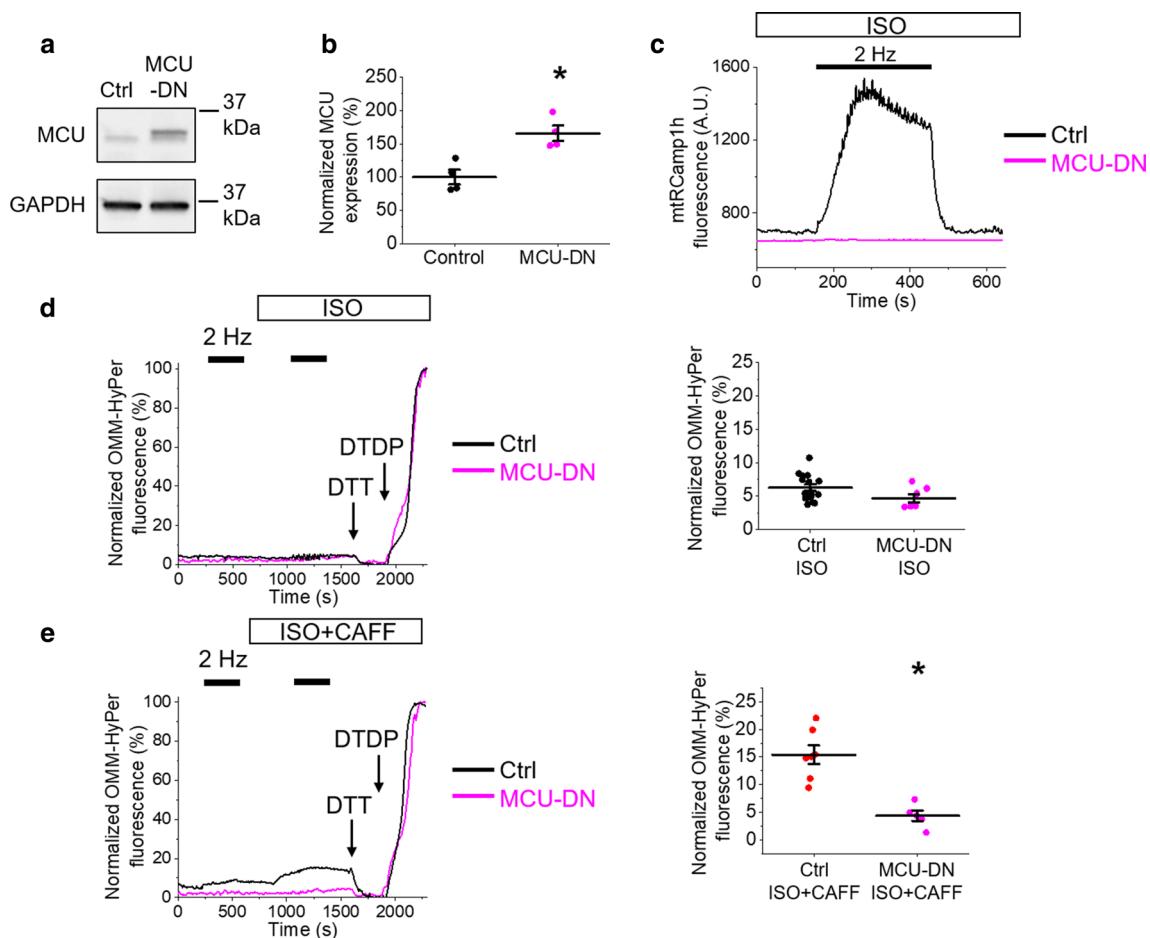 a
Ctrl
MCU
-DN
37
kDa
MCU
GAPDH
37
kDa
b
*
Normalized MCU
expression (%)
250
200
150
100
50
0
Control
MCU-DN
c
ISO
2 Hz
mtRCamp1h
fluorescence (A.U.)
1600
1200
800
0
200
400
600
Time (s)
Ctrl
MCU-DN
d
ISO
2 Hz
Normalized OMM-HyPer
fluorescence (%)
100
80
60
40
20
0
DTDP
DTT
0
500
1000
1500
2000
Time (s)
Ctrl
MCU-DN
Normalized OMM-HyPer
fluorescence (%)
25
20
15
10
5
0
Ctrl
ISO
MCU-DN
ISO
e
ISO+CAFF
2 Hz
Normalized OMM-HyPer
fluorescence (%)
100
80
60
40
20
0
DTDP
DTT
0
500
1000
1500
2000
Time (s)
Ctrl
MCU-DN
*
Normalized OMM-HyPer
fluorescence (%)
25
20
15
10
5
0
Ctrl
ISO+CAFF
MCU-DN
ISO+CAFF